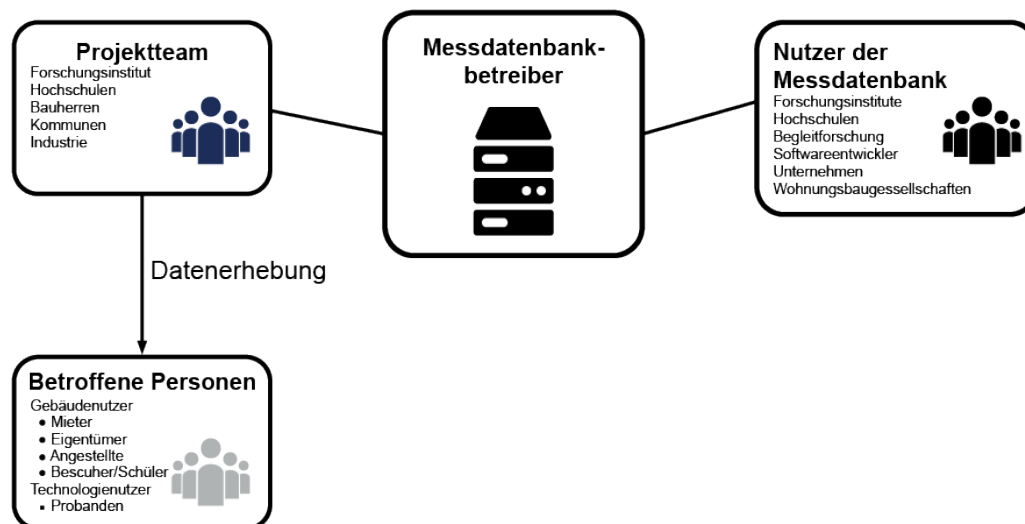 Projektteam
Forschungsinstitut
Hochschulen
Bauherren
Kommunen
Industrie
Messdatenbank-
betreiber
Nutzer der
Messdatenbank
Forschungsinstitute
Hochschulen
Begleitforschung
Softwareentwickler
Unternehmen
Wohnungsbaugessellschaften
Datenerhebung
Betroffene Personen
Gebäudenutzer
• Mieter
• Eigentümer
• Angestellte
• Bescuher/Schüler
Technologienutzer
▪ Probanden